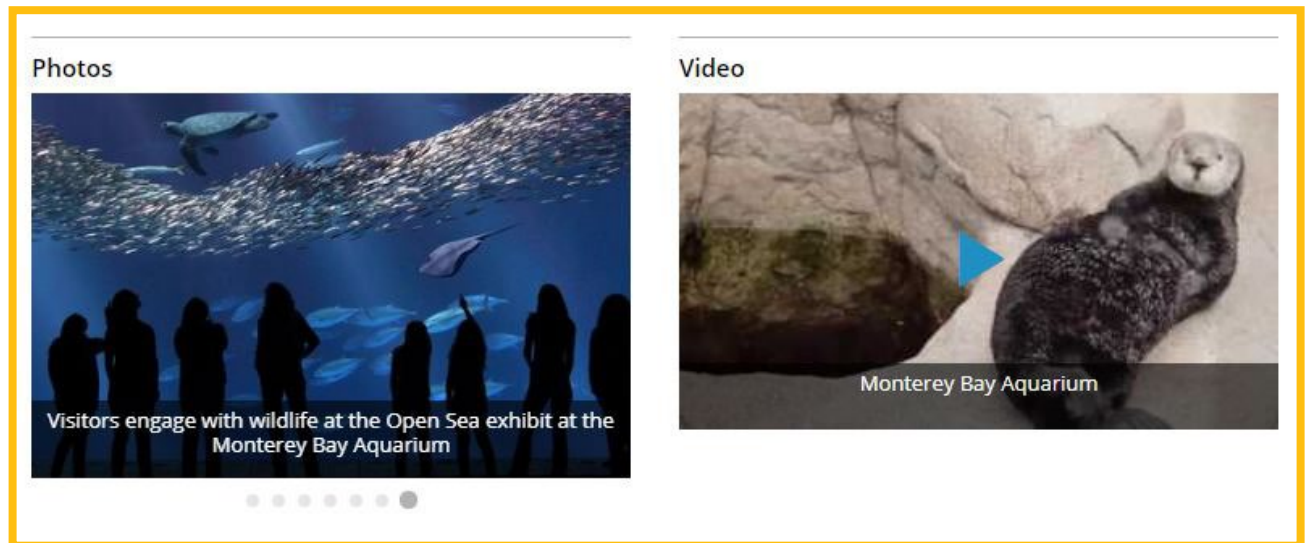 Photos
Visitors engage with wildlife at the Open Sea exhibit at the
Monterey Bay Aquarium
Video
Monterey Bay Aquarium